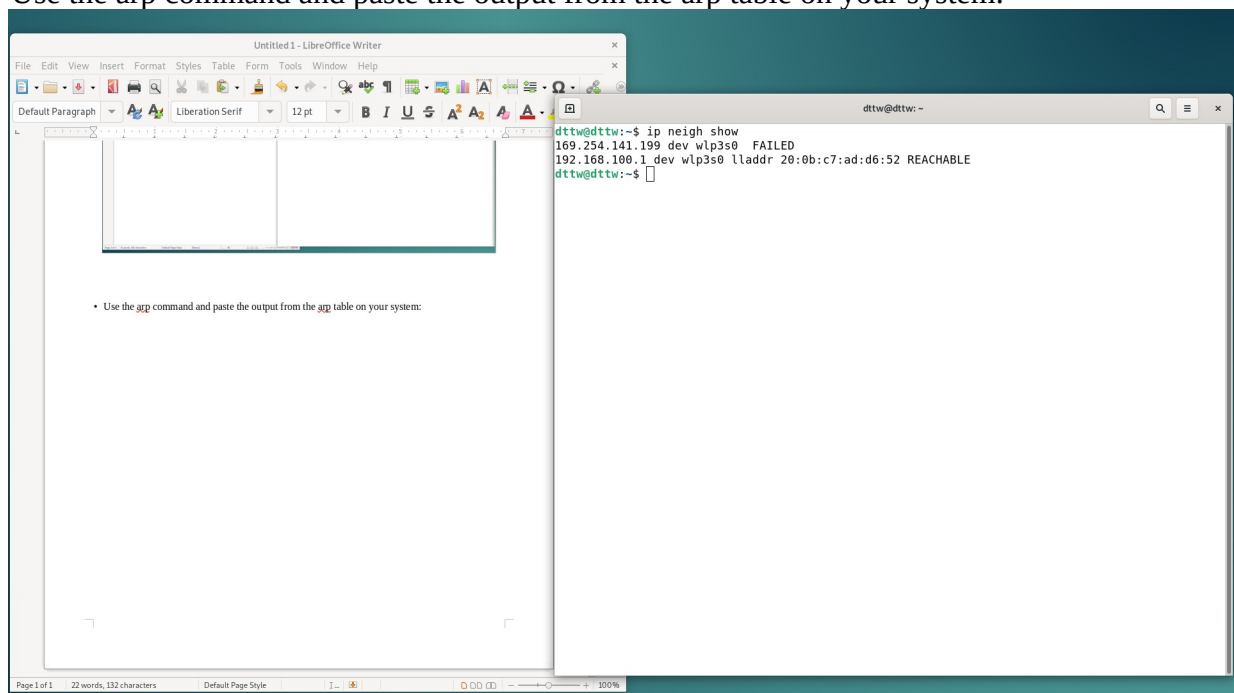 Use the arp command and paste the output from the arp table on your system:
Untitled 1 - LibreOffice Writer
File Edit View Insert Format Styles Table Form Tools Window Help
Default Paragraph
Liberation Serif
12 pt
• Use the arp command and paste the output from the arp table on your system:
Page 1 of 1 22 words, 132 characters Default Page Style 100%
dttw@dttw: ~
dttw@dttw:~$ ip neigh show
169.254.141.199 dev wlp3s0  FAILED
192.168.100.1 dev wlp3s0 lladdr 20:0b:c7:ad:d6:52 REACHABLE
dttw@dttw:~$